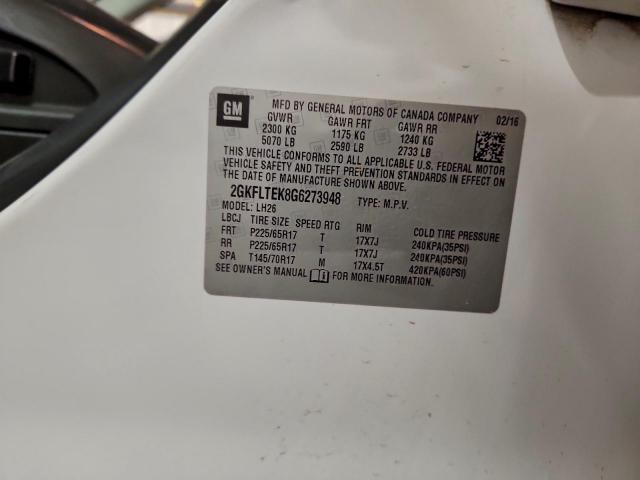 GM
MFD BY GENERAL MOTORS OF CANADA COMPANY 02/16
GVWR GAWR FRT GAWR RR
2300 KG 1175 KG 1240 KG
5070 LB 2590 LB 2733 LB
THIS VEHICLE CONFORMS TO ALL APPLICABLE U.S. FEDERAL MOTOR
VEHICLE SAFETY AND THEFT PREVENTION STANDARDS IN EFFECT ON
THE DATE OF MANUFACTURE SHOWN ABOVE.
2GKFLTEK8G6273948 TYPE: M.P.V.
MODEL: LH26
LBCJ TIRE SIZE SPEED RTG RIM COLD TIRE PRESSURE
FRT P225/65R17 T 17X7J 240KPA(35PSI)
RR P225/65R17 T 17X7J 240KPA(35PSI)
SPA T145/70R17 M 17X4.5T 420KPA(60PSI)
SEE OWNER'S MANUAL FOR MORE INFORMATION.